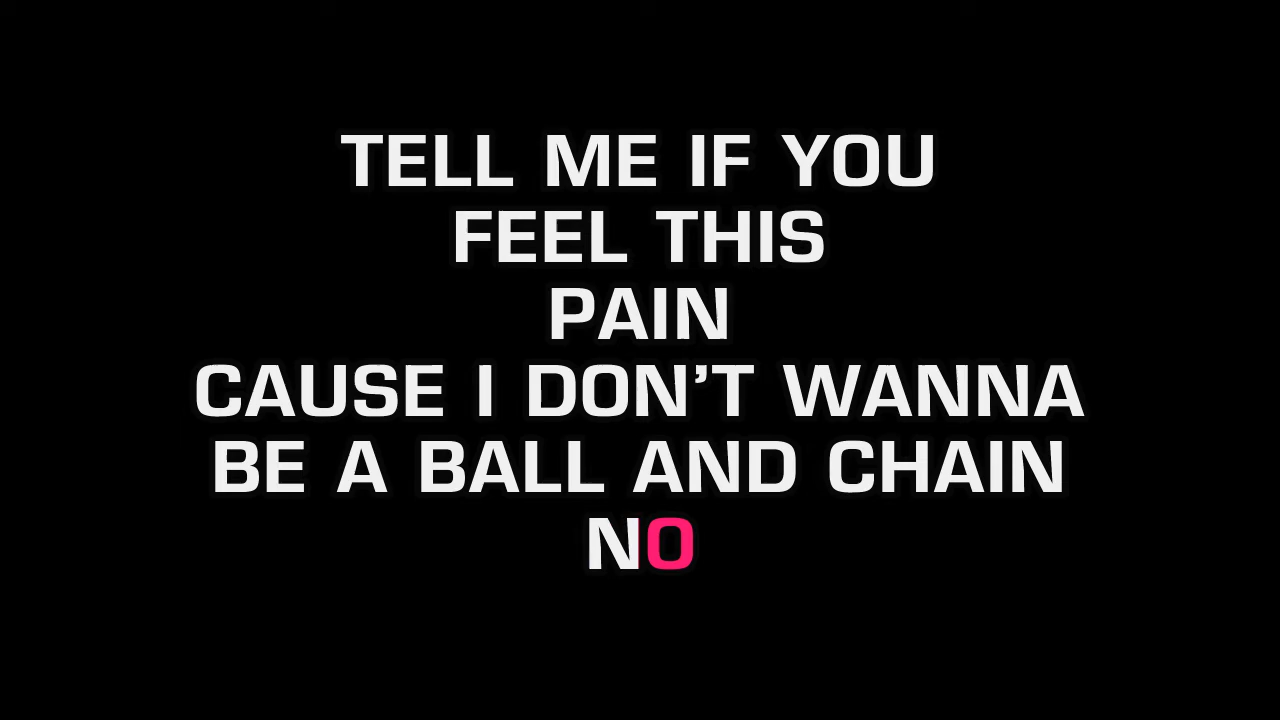 TELL ME IF YOU
FEEL THIS
PAIN
CAUSE I DON’T WANNA
BE A BALL AND CHAIN
NO